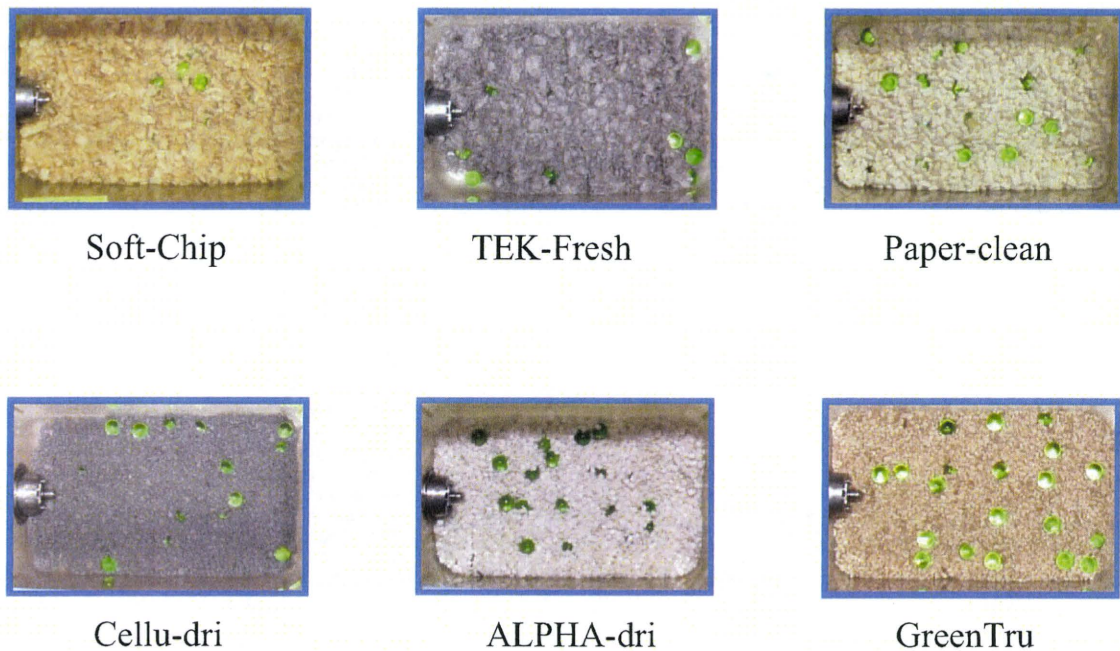 Soft-Chip
TEK-Fresh
Paper-clean
Cellu-dri
ALPHA-dri
GreenTru